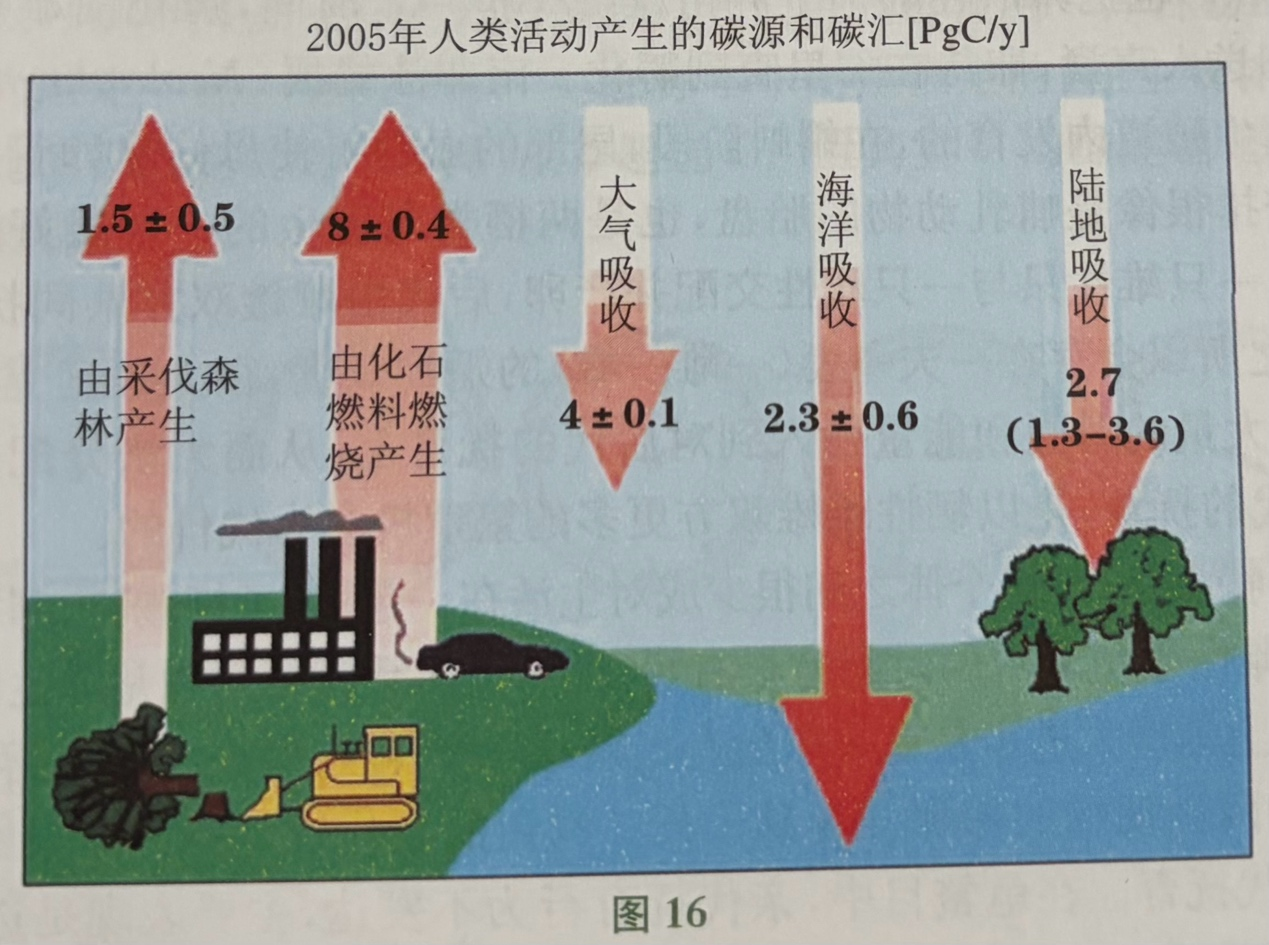 2005年人类活动产生的碳源和碳汇[PgC/y]
1.5 ± 0.5
由采伐森
林产生
8 ± 0.4
由化石
燃料燃
烧产生
大气吸收
4 ± 0.1
海洋吸收
2.3 ± 0.6
陆地吸收
2.7
(1.3–3.6)
图 16